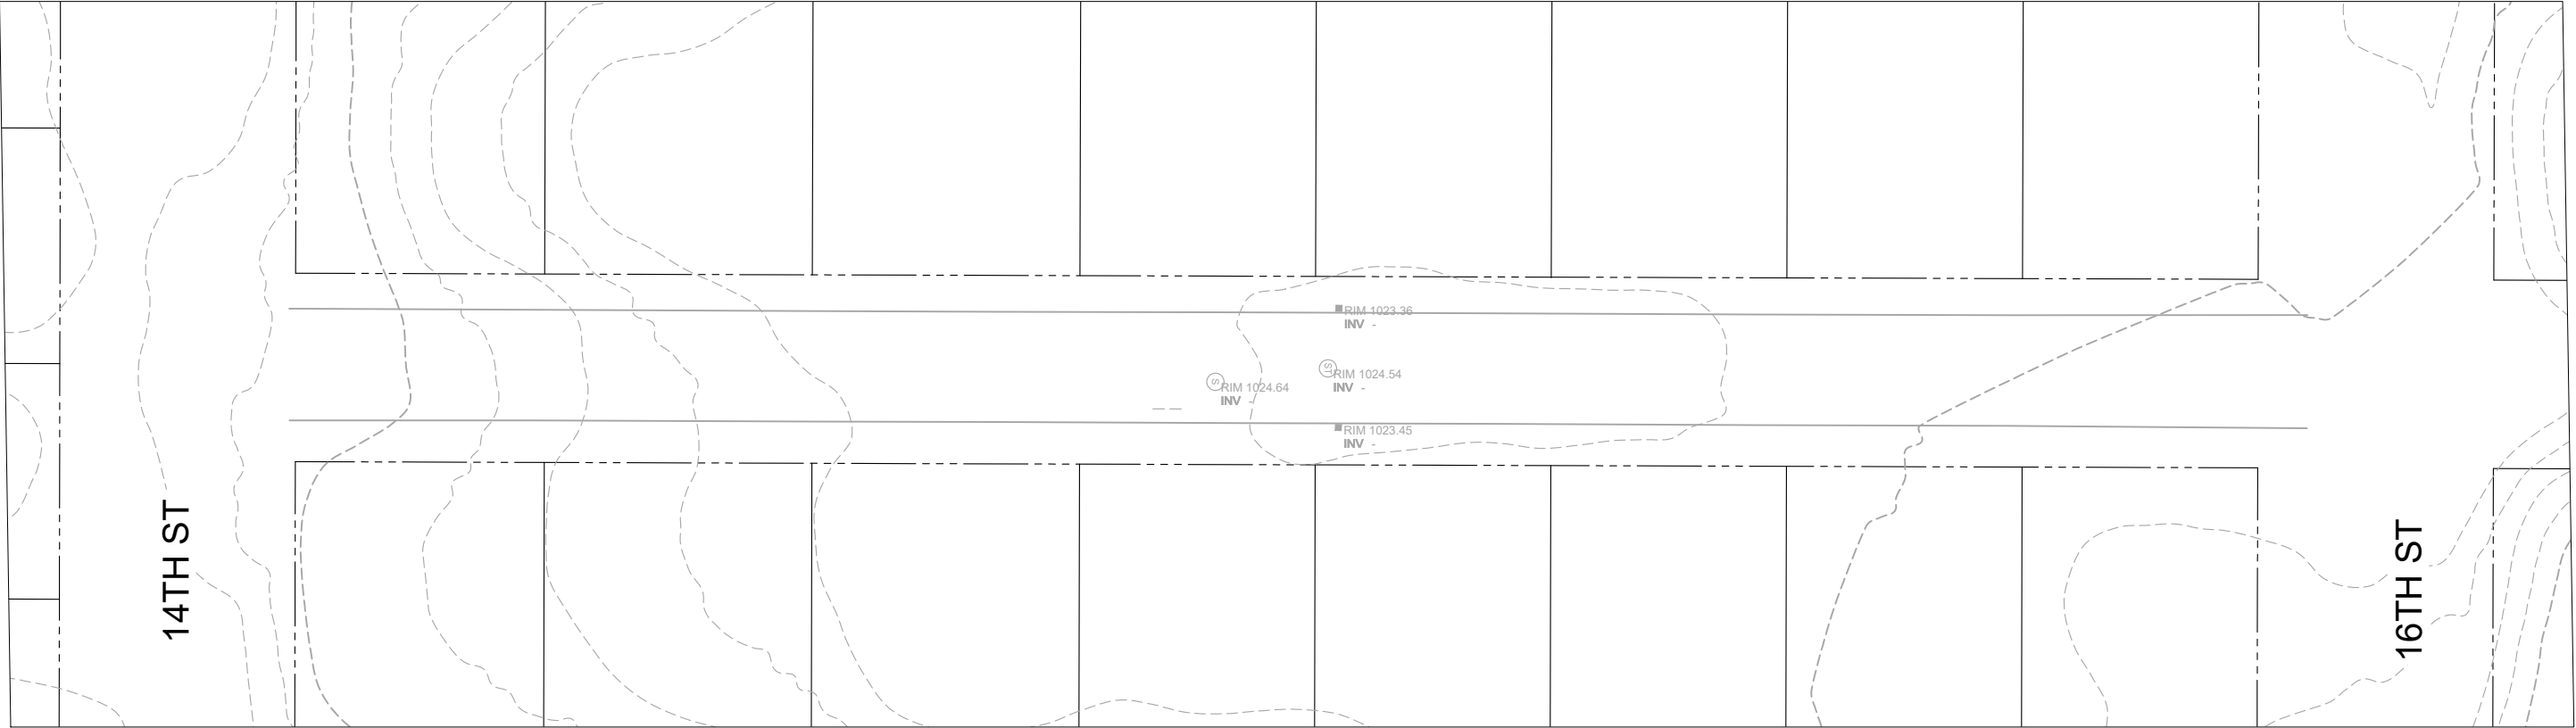 RIM 1023.36
INV -
S
RIM 1024.64
INV -
ST
RIM 1024.54
INV -
RIM 1023.45
INV -
14TH ST
16TH ST